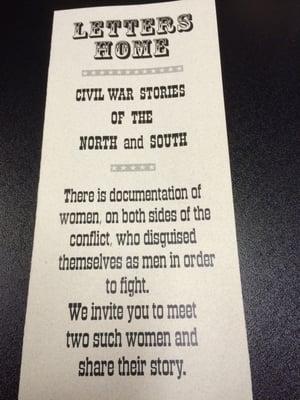 LETTERS
HOME
CIVIL WAR STORIES
OF THE
NORTH and SOUTH
There is documentation of
women, on both sides of the
conflict, who disguised
themselves as men in order
to fight.
We invite you to meet
two such women and
share their story.